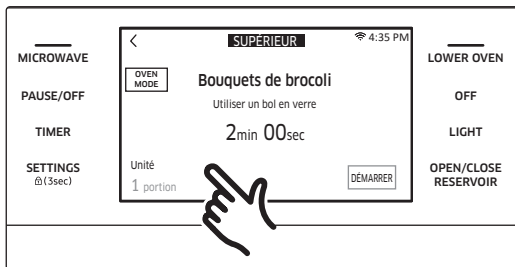 MICROWAVE
PAUSE/OFF
TIMER
SETTINGS
(3sec)
<
SUPÉRIEUR
4:35 PM
OVEN
MODE
Bouquets de brocoli
Utiliser un bol en verre
2min 00sec
Unité
1 portion
DÉMARRER
LOWER OVEN
OFF
LIGHT
OPEN/CLOSE
RESERVOIR